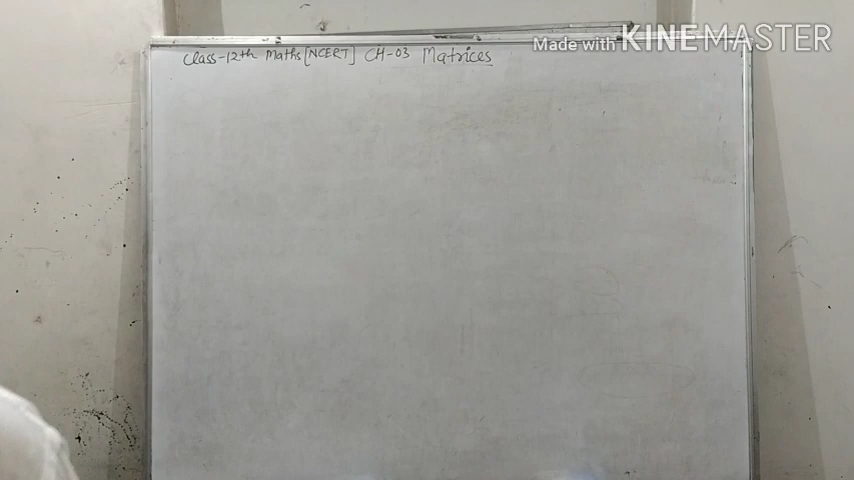 Class-12th Maths [NCERT] CH-03 Matrices
Made with KINEMASTER